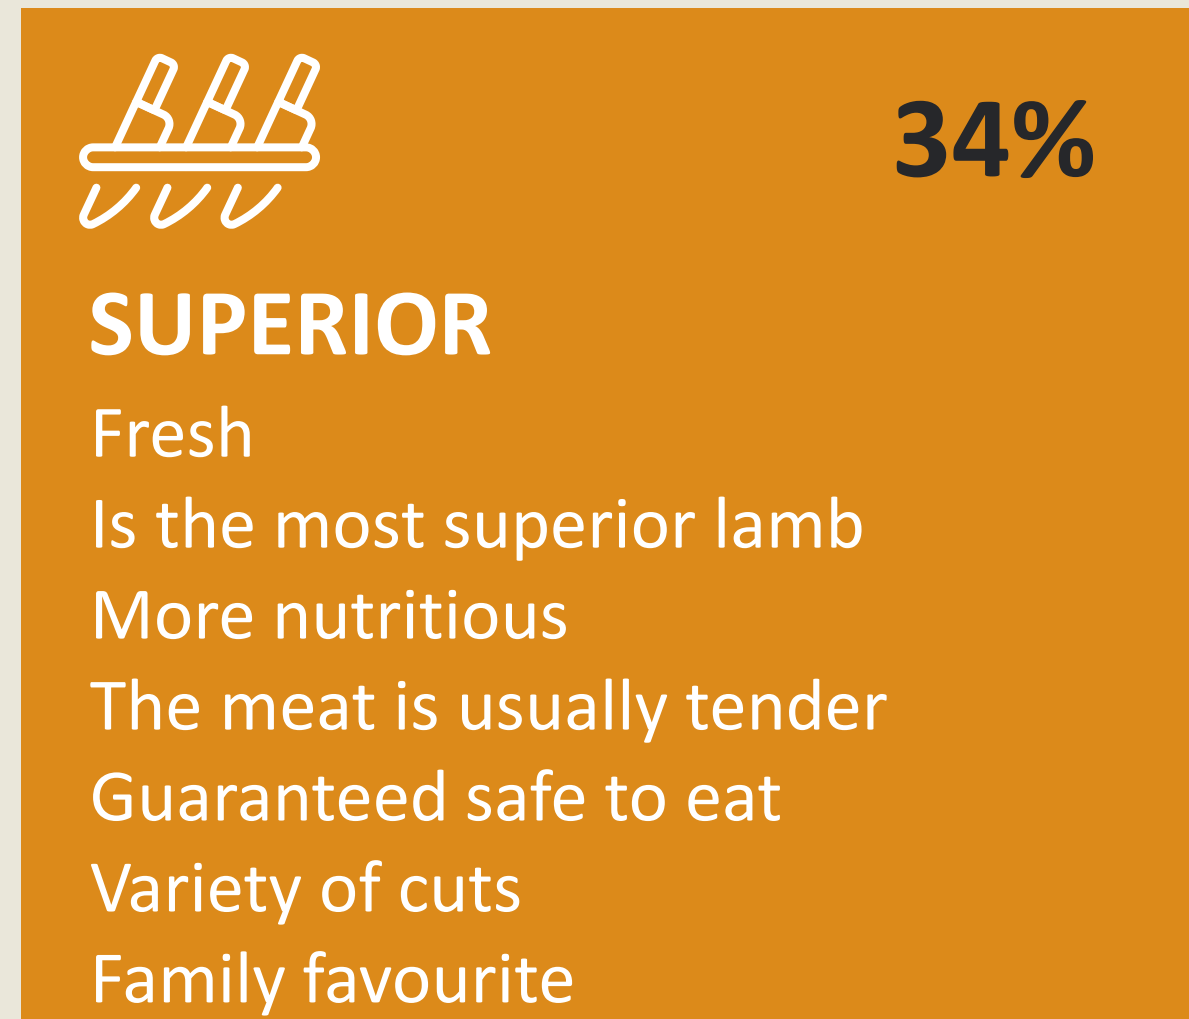 34%
SUPERIOR
Fresh
Is the most superior lamb
More nutritious
The meat is usually tender
Guaranteed safe to eat
Variety of cuts
Family favourite